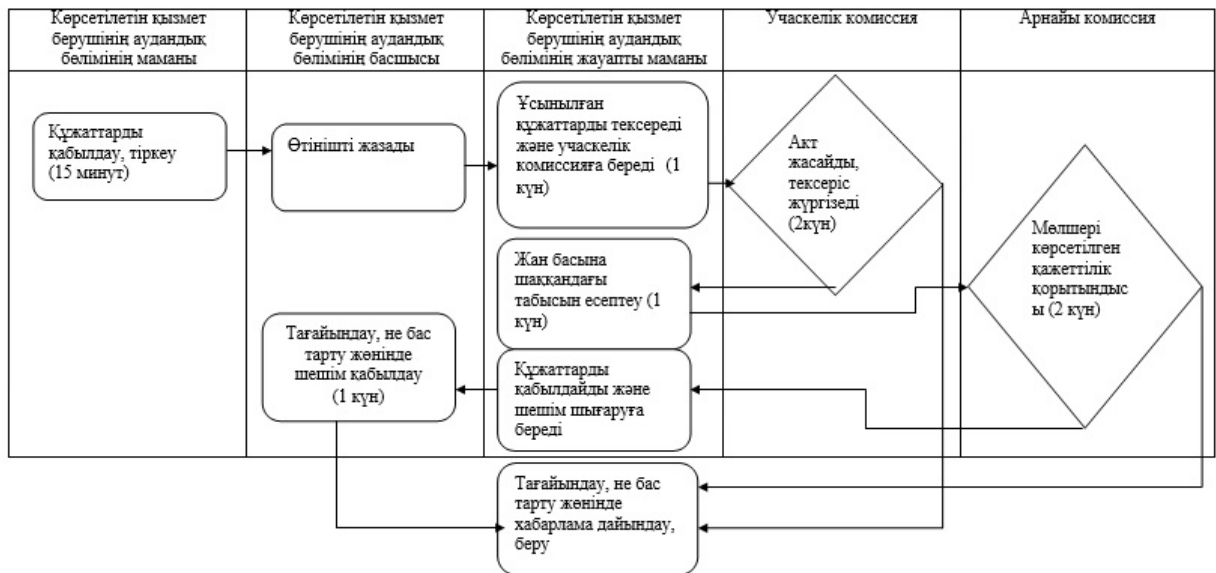 Көрсетілетін қызмет
берушінің аудандық
бөлімінің маманы
Көрсетілетін қызмет
берушінің аудандық
бөлімінің басшысы
Көрсетілетін қызмет
берушінің аудандық
бөлімінің жауапты маманы
Учаскелік комиссия
Арнайы комиссия
Құжаттарды
қабылдау, тіркеу
(15 минут)
Өтінішті жазады
Ұсынылған
құжаттарды тексереді
және учаскелік
комиссияға береді (1
күн)
Акт
жасайды,
тексеріс
жүргізеді
(2күн)
Жан басына
шаққандағы
табысын есептеу (1
күн)
Мөлшері
көрсетілген
қажеттілік
қорытындыс
ы (2 күн)
Тағайындау, не бас
тарту жөнінде
шешім қабылдау
(1 күн)
Құжаттарды
қабылдайды және
шешім шығаруға
береді
Тағайындау, не бас
тарту жөнінде
хабарлама дайындау,
беру